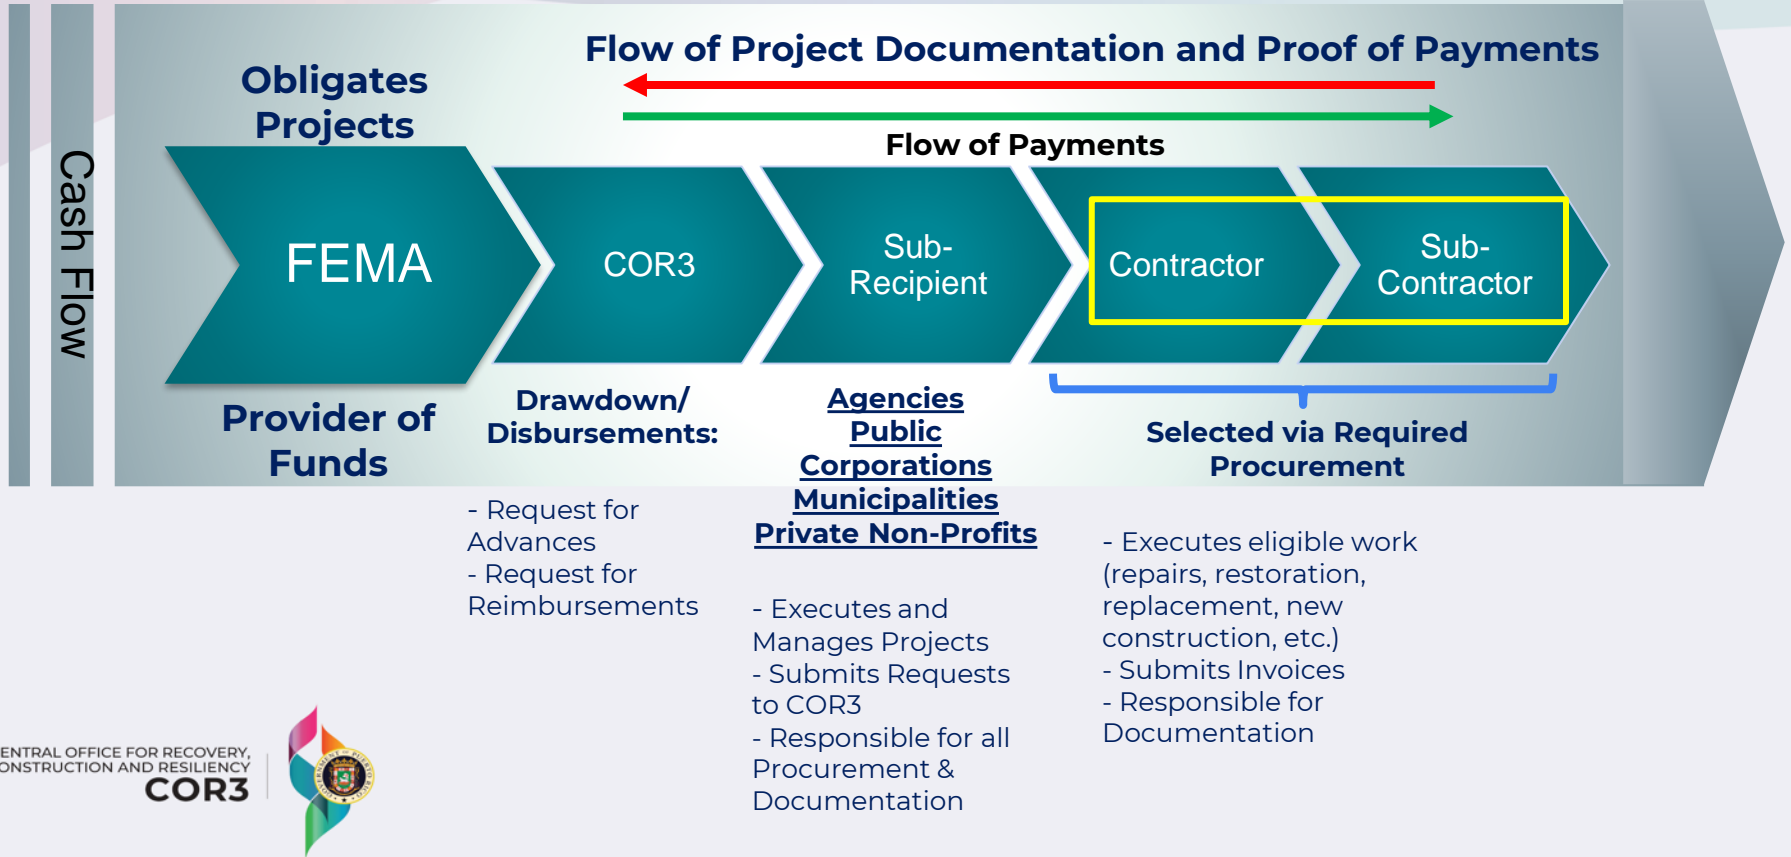 Cash Flow
Flow of Project Documentation and Proof of Payments
Flow of Payments
Obligates
Projects
FEMA
Provider of
Funds
COR3
Drawdown/
Disbursements:
- Request for
Advances
- Request for
Reimbursements
Sub-
Recipient
Agencies
Public
Corporations
Municipalities
Private Non-Profits
- Executes and
Manages Projects
- Submits Requests
to COR3
- Responsible for all
Procurement &
Documentation
Contractor
Sub-
Contractor
Selected via Required
Procurement
- Executes eligible work
(repairs, restoration,
replacement, new
construction, etc.)
- Submits Invoices
- Responsible for
Documentation
ENTRAL OFFICE FOR RECOVERY,
ONSTRUCTION AND RESILIENCY
COR3